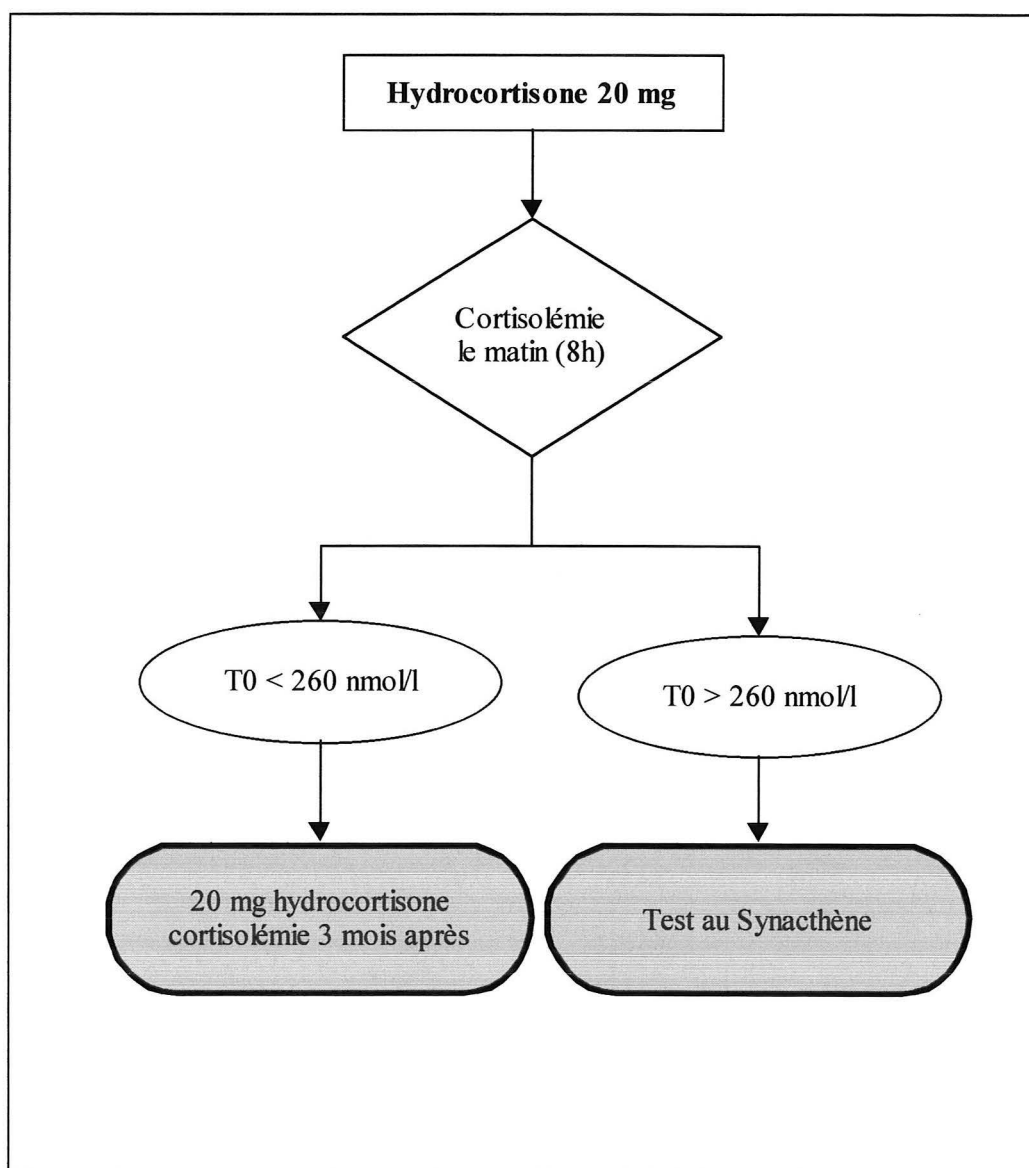 Hydrocortisone 20 mg
Cortisolémie
le matin (8h)
T0 < 260 nmol/l
T0 > 260 nmol/l
20 mg hydrocortisone
cortisolémie 3 mois après
Test au Synacthène